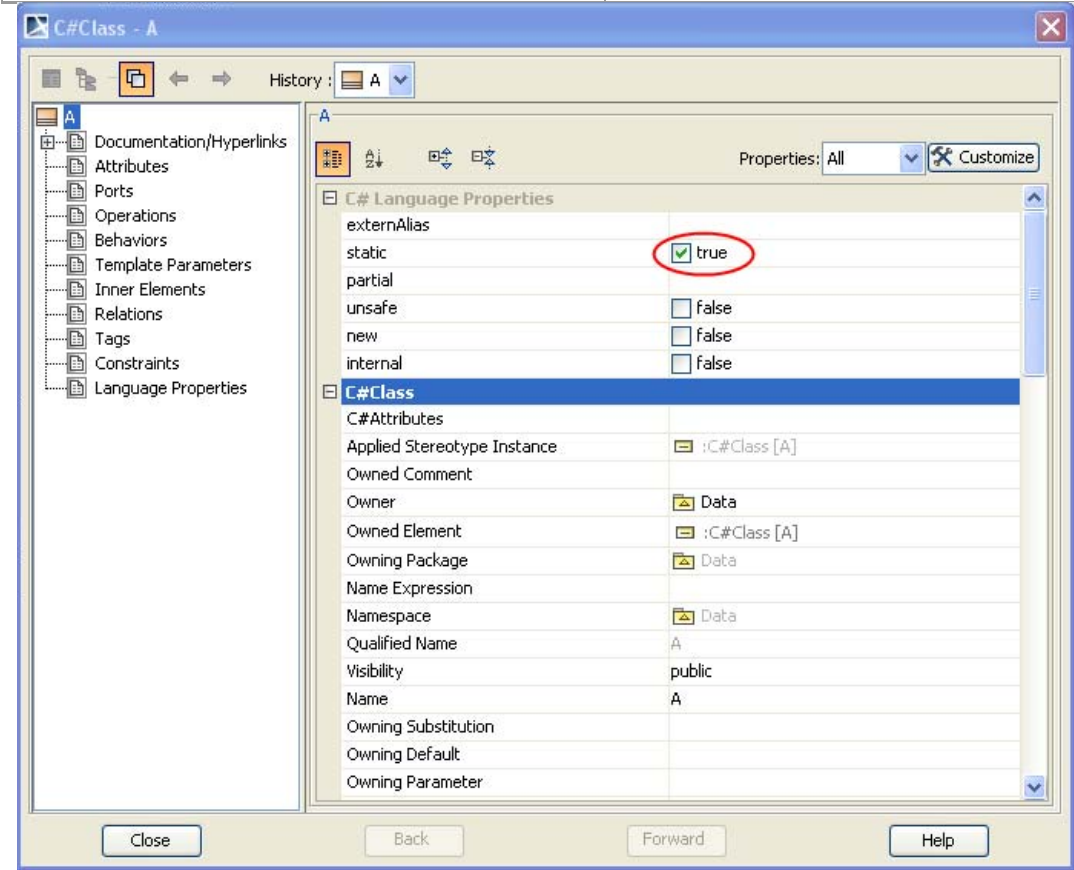 C#Class - A
History : A
A
Documentation/Hyperlinks
Attributes
Ports
Operations
Behaviors
Template Parameters
Inner Elements
Relations
Tags
Constraints
Language Properties
A
Properties: All Customize
C# Language Properties
externAlias
static true
partial
unsafe false
new false
internal false
C#Class
C#Attributes
Applied Stereotype Instance :C#Class [A]
Owned Comment
Owner Data
Owned Element :C#Class [A]
Owning Package Data
Name Expression
Namespace Data
Qualified Name A
Visibility public
Name A
Owning Substitution
Owning Default
Owning Parameter
Close Back Forward Help